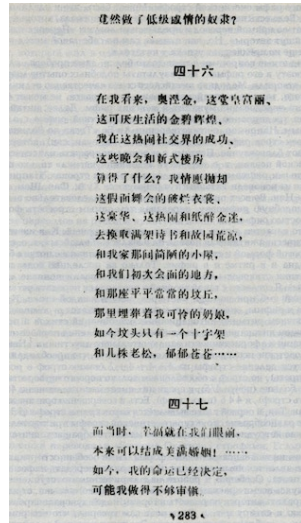 竟然做了低级感情的奴隶?
四十六
在我看来,奥涅金,这堂皇富丽、
这可厌生活的金碧辉煌、
我在这热闹社交界的成功、
这些晚会和新式楼房
算得了什么?我情愿抛却
这假面舞会的破烂衣裳、
这豪华、这热闹和纸醉金迷,
去换取满架诗书和故园荒凉,
和我家那间简陋的小屋,
和我们初次会面的地方,
和那座平平常常的坟丘,
那里埋葬着我可怜的奶娘,
如今坟头只有一个十字架
和几株老松,郁郁苍苍……
四十七
而当时,幸福就在我们眼前,
本来可以结成美满姻缘!……
如今,我的命运已经决定,
可能我做得不够审慎
283